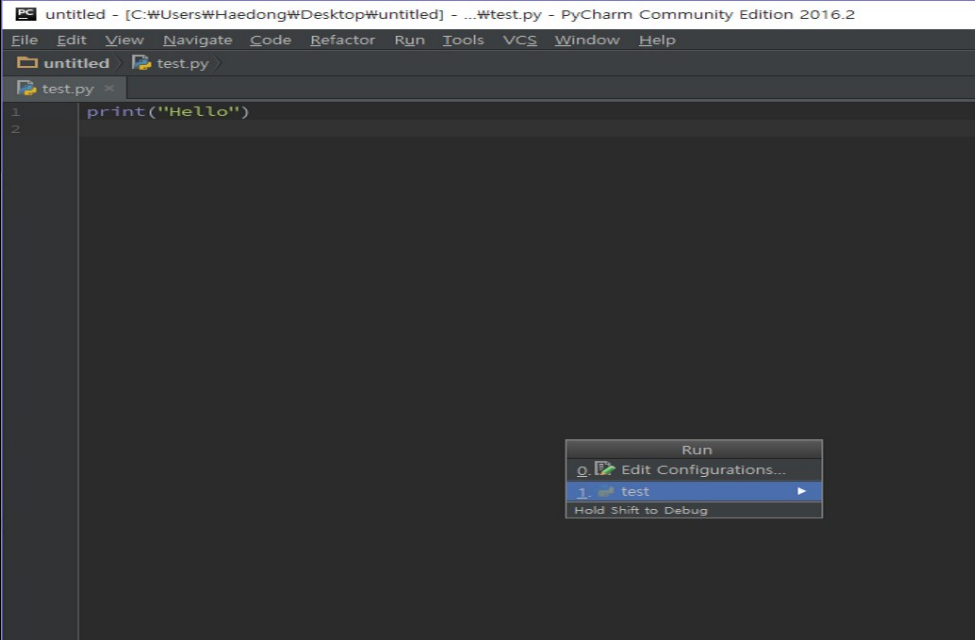 PC untitled - [C:₩Users₩Haedong₩Desktop₩untitled] - ...₩test.py - PyCharm Community Edition 2016.2
File Edit View Navigate Code Refactor Run Tools VCS Window Help
untitled test.py
test.py ×
1 print("Hello")
2
Run
0. Edit Configurations...
1. test
Hold Shift to Debug